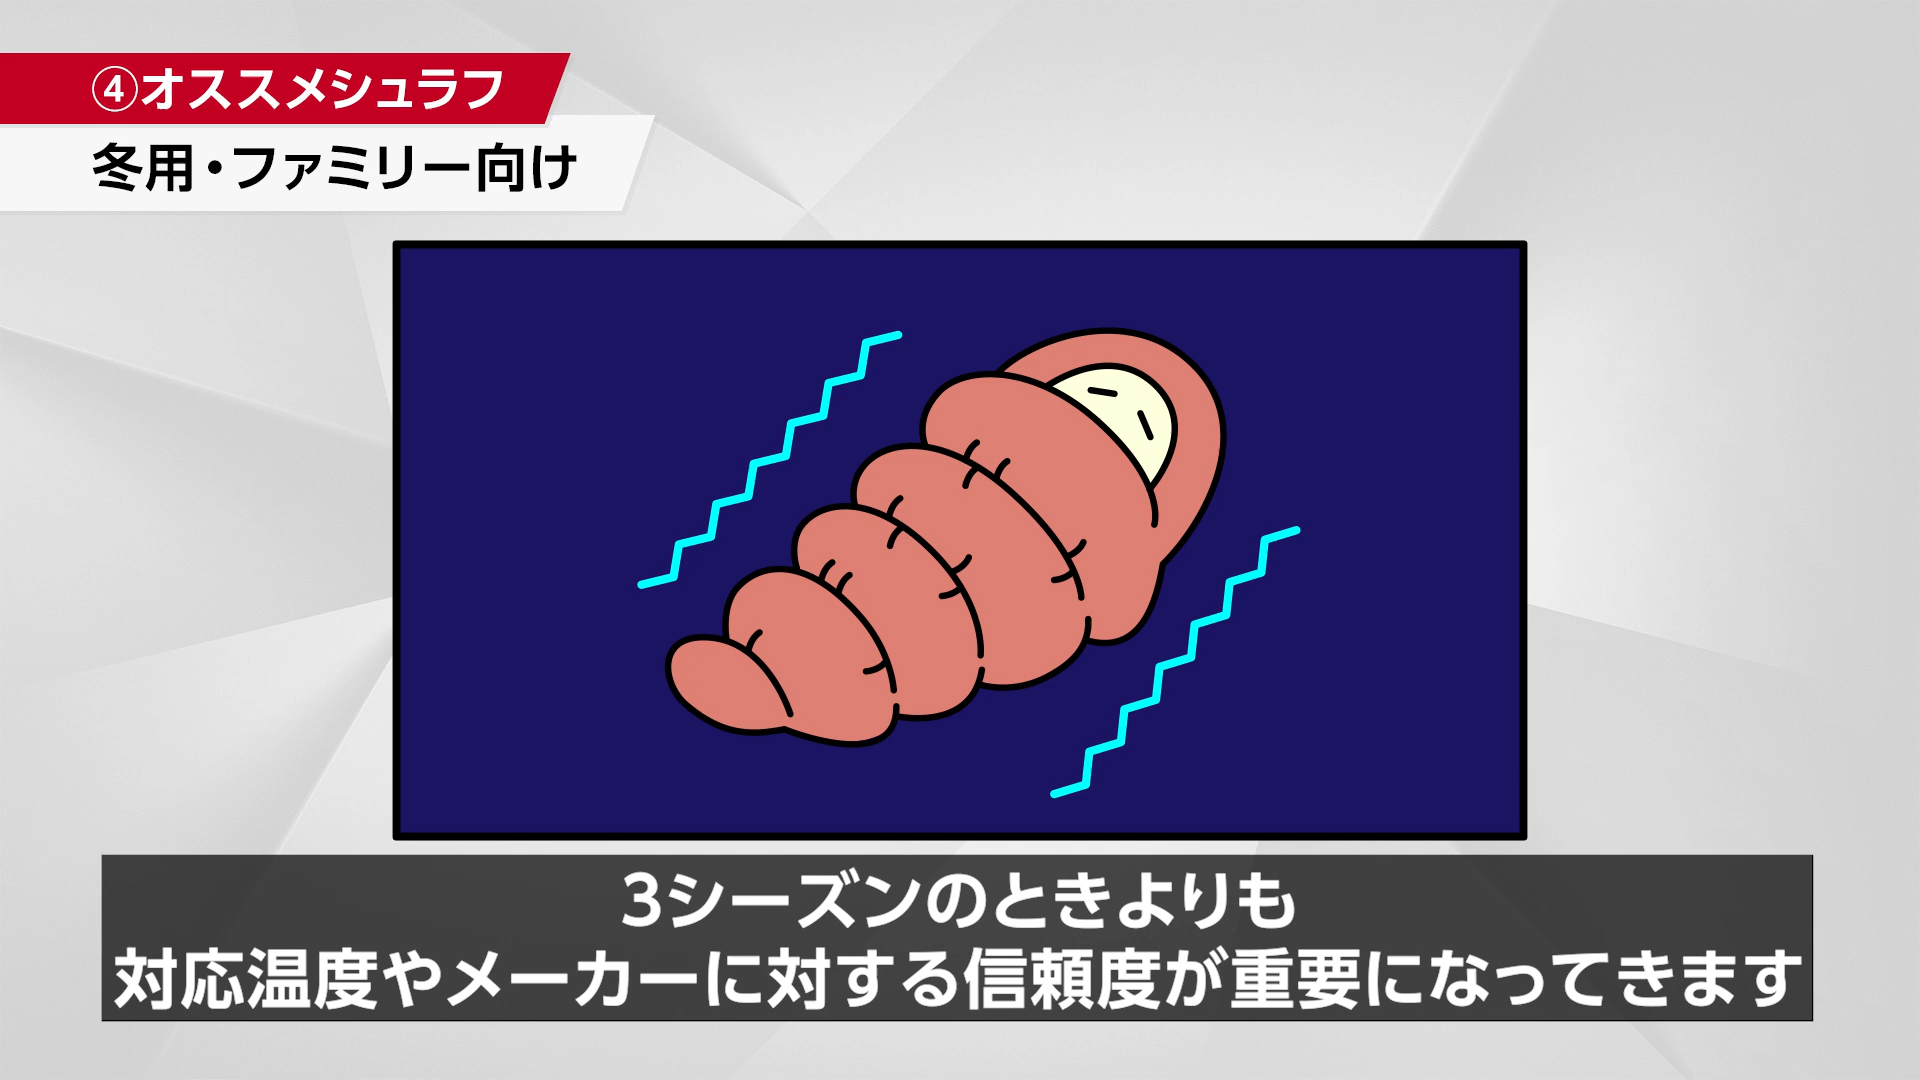 ④オススメシュラフ
冬用・ファミリー向け
3シーズンのときよりも
対応温度やメーカーに対する信頼度が重要になってきます